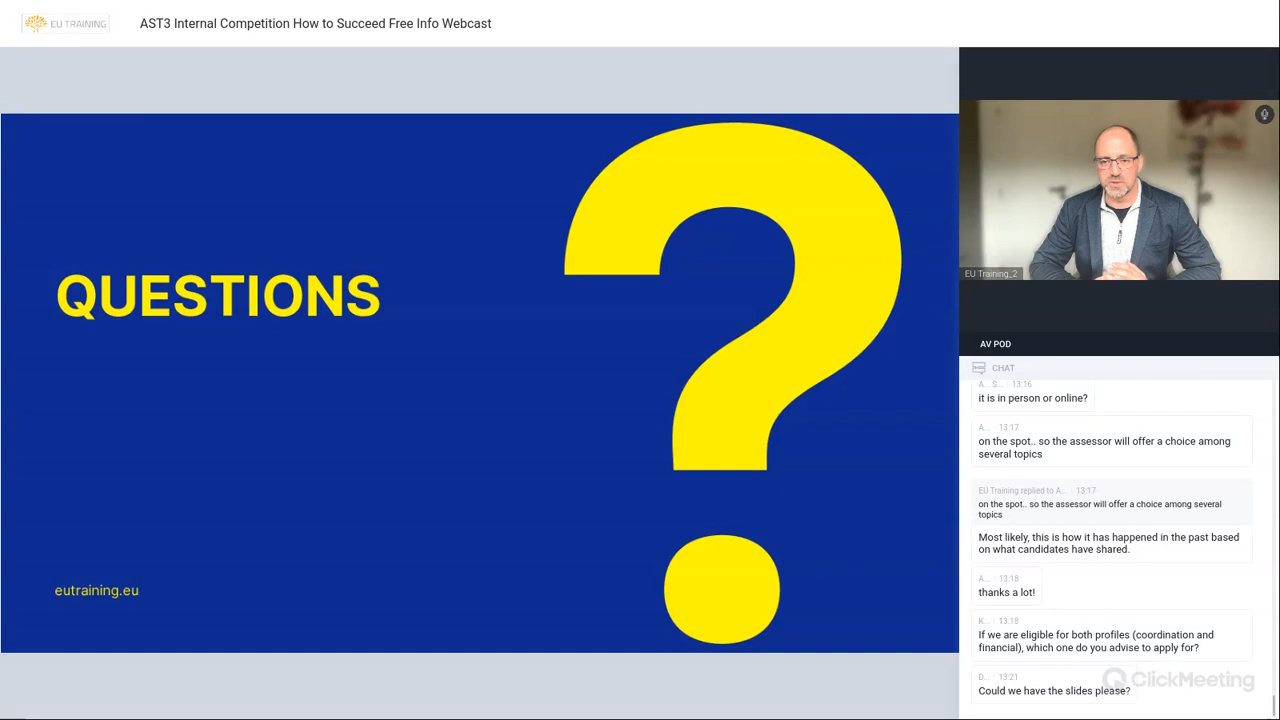 EU TRAINING
AST3 Internal Competition How to Succeed Free Info Webcast
QUESTIONS
?
eutraining.eu
EU Training_2
AV POD
CHAT
A... S... · 13:16
it is in person or online?
A... · 13:17
on the spot.. so the assessor will offer a choice among
several topics
EU Training replied to A... · 13:17
on the spot.. so the assessor will offer a choice among several
topics
Most likely, this is how it has happened in the past based
on what candidates have shared.
A... · 13:18
thanks a lot!
K... · 13:18
If we are eligible for both profiles (coordination and
financial), which one do you advise to apply for?
D... · 13:21
Could we have the slides please?
ClickMeeting